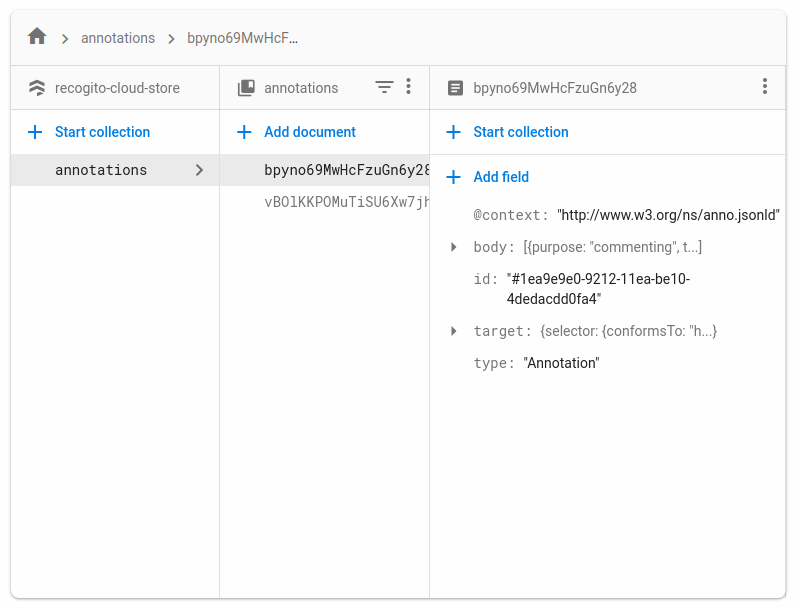 annotations bpyno69MwHcF...
recogito-cloud-store
Start collection
annotations
annotations
Add document
bpyno69MwHcFzuGn6y28
vBOlKKPOMuTiSU6Xw7jh
bpyno69MwHcFzuGn6y28
Start collection
Add field
@context: "http://www.w3.org/ns/anno.jsonld"
body: [{purpose: "commenting", t...]
id: "#1ea9e9e0-9212-11ea-be10-
4dedacdd0fa4"
target: {selector: {conformsTo: "h...}
type: "Annotation"